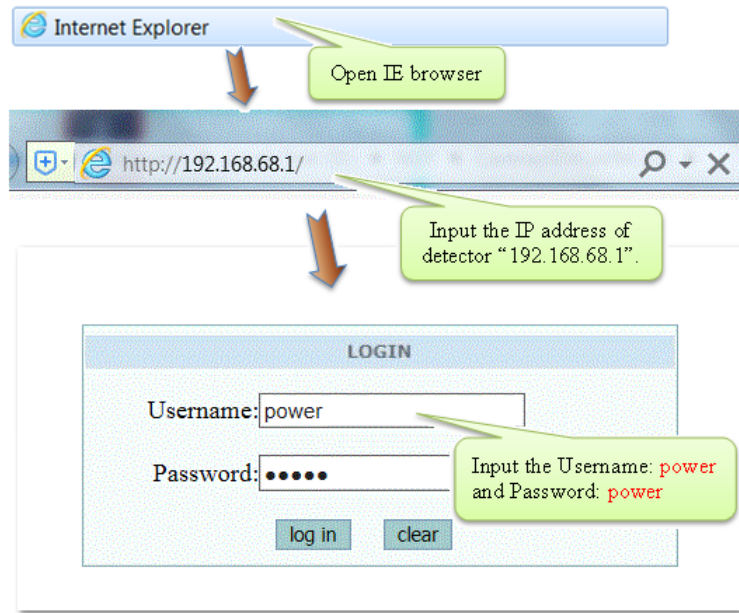 Internet Explorer
Open IE browser
http://192.168.68.1/
Input the IP address of
detector “192.168.68.1”.
LOGIN
Username: power
Password: •••••
Input the Username: power
and Password: power
log in clear